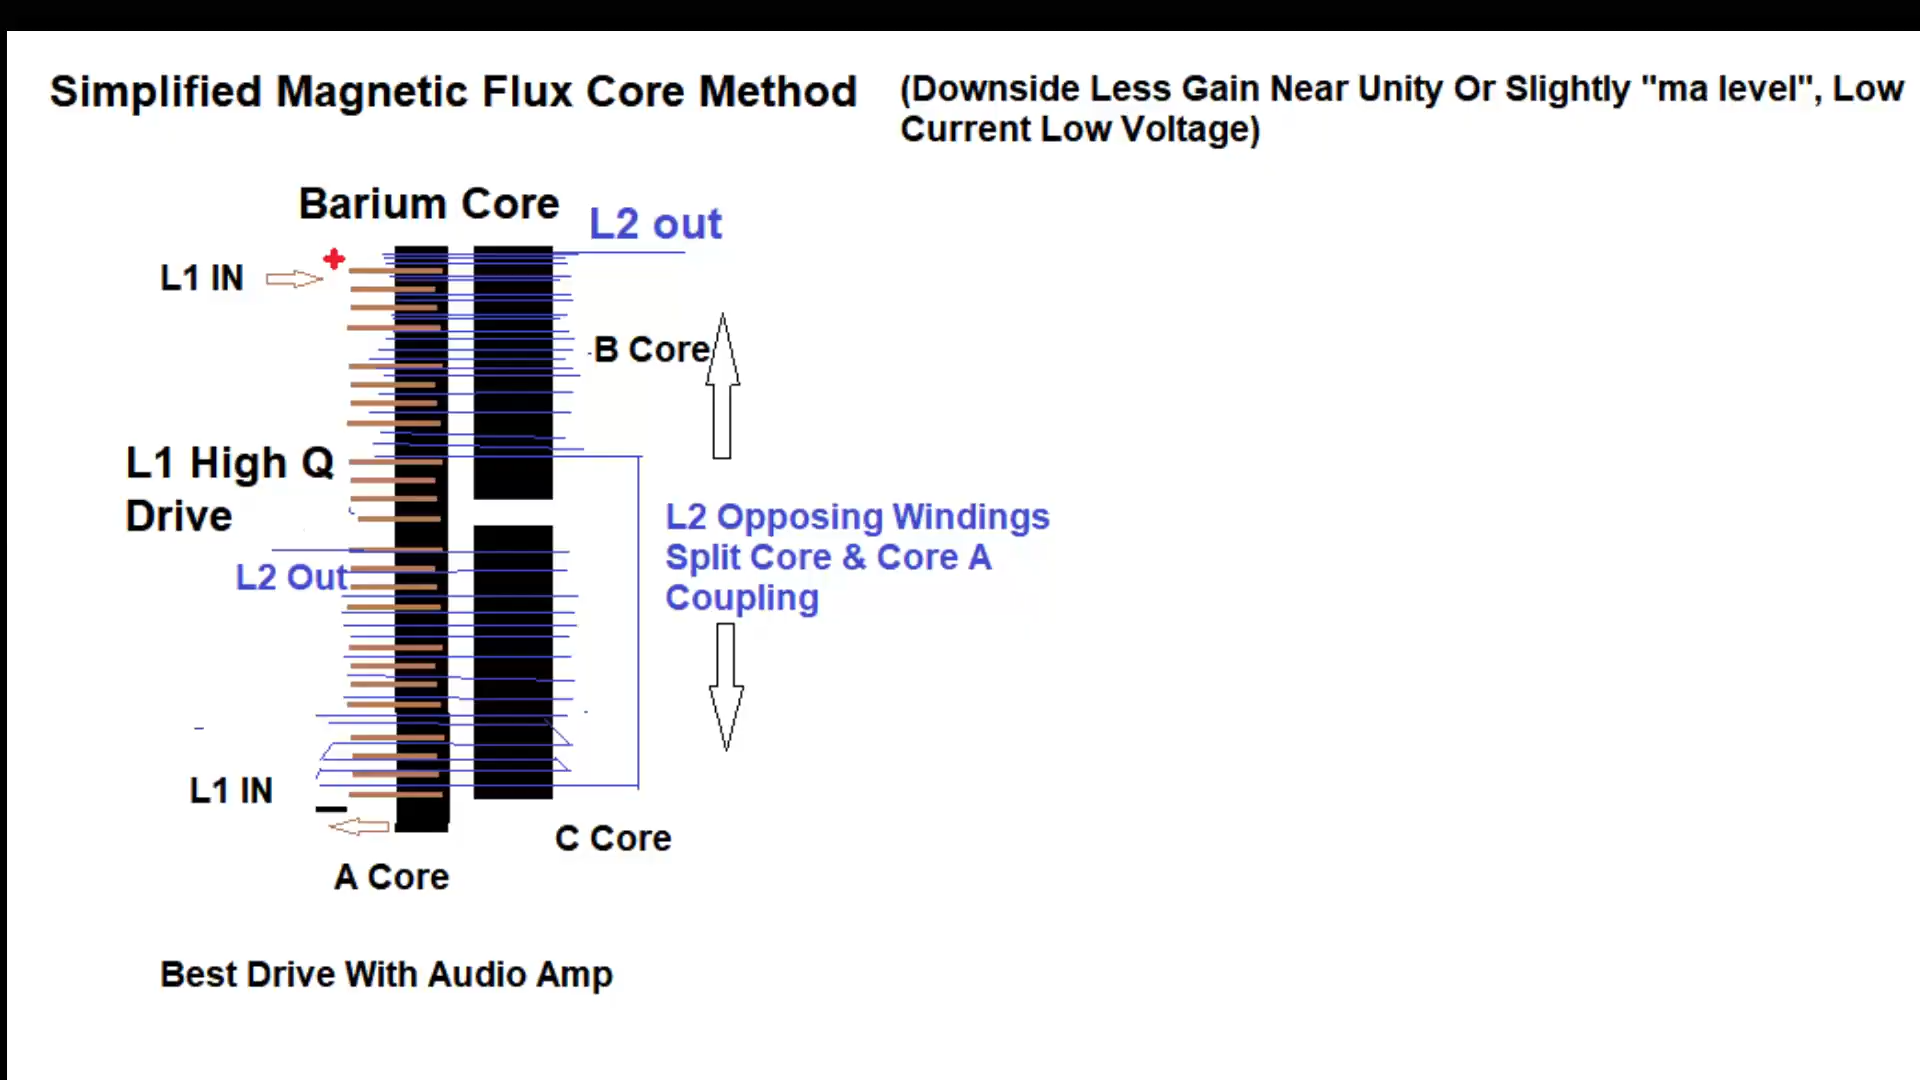 Simplified Magnetic Flux Core Method
(Downside Less Gain Near Unity Or Slightly "ma level", Low
Current Low Voltage)
Barium Core
L2 out
L1 IN
B Core
L1 High Q
Drive
L2 Opposing Windings
Split Core & Core A
Coupling
L2 Out
L1 IN
C Core
A Core
Best Drive With Audio Amp